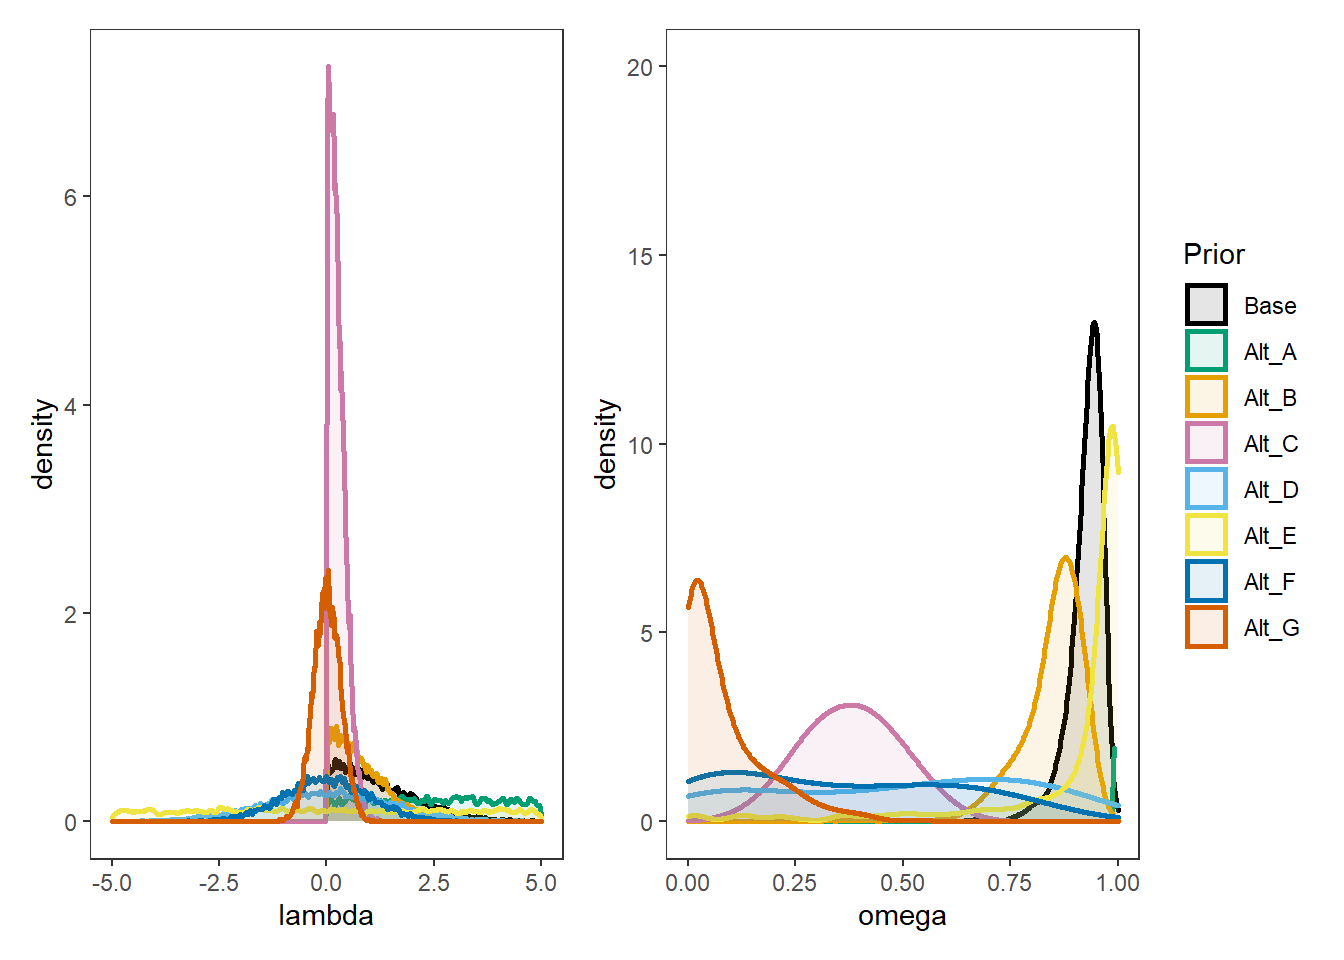 density
6
4
2
0
-5.0 -2.5 0.0 2.5 5.0
lambda
density
20
15
10
5
0
0.00 0.25 0.50 0.75 1.00
omega
Prior
Base
Alt_A
Alt_B
Alt_C
Alt_D
Alt_E
Alt_F
Alt_G